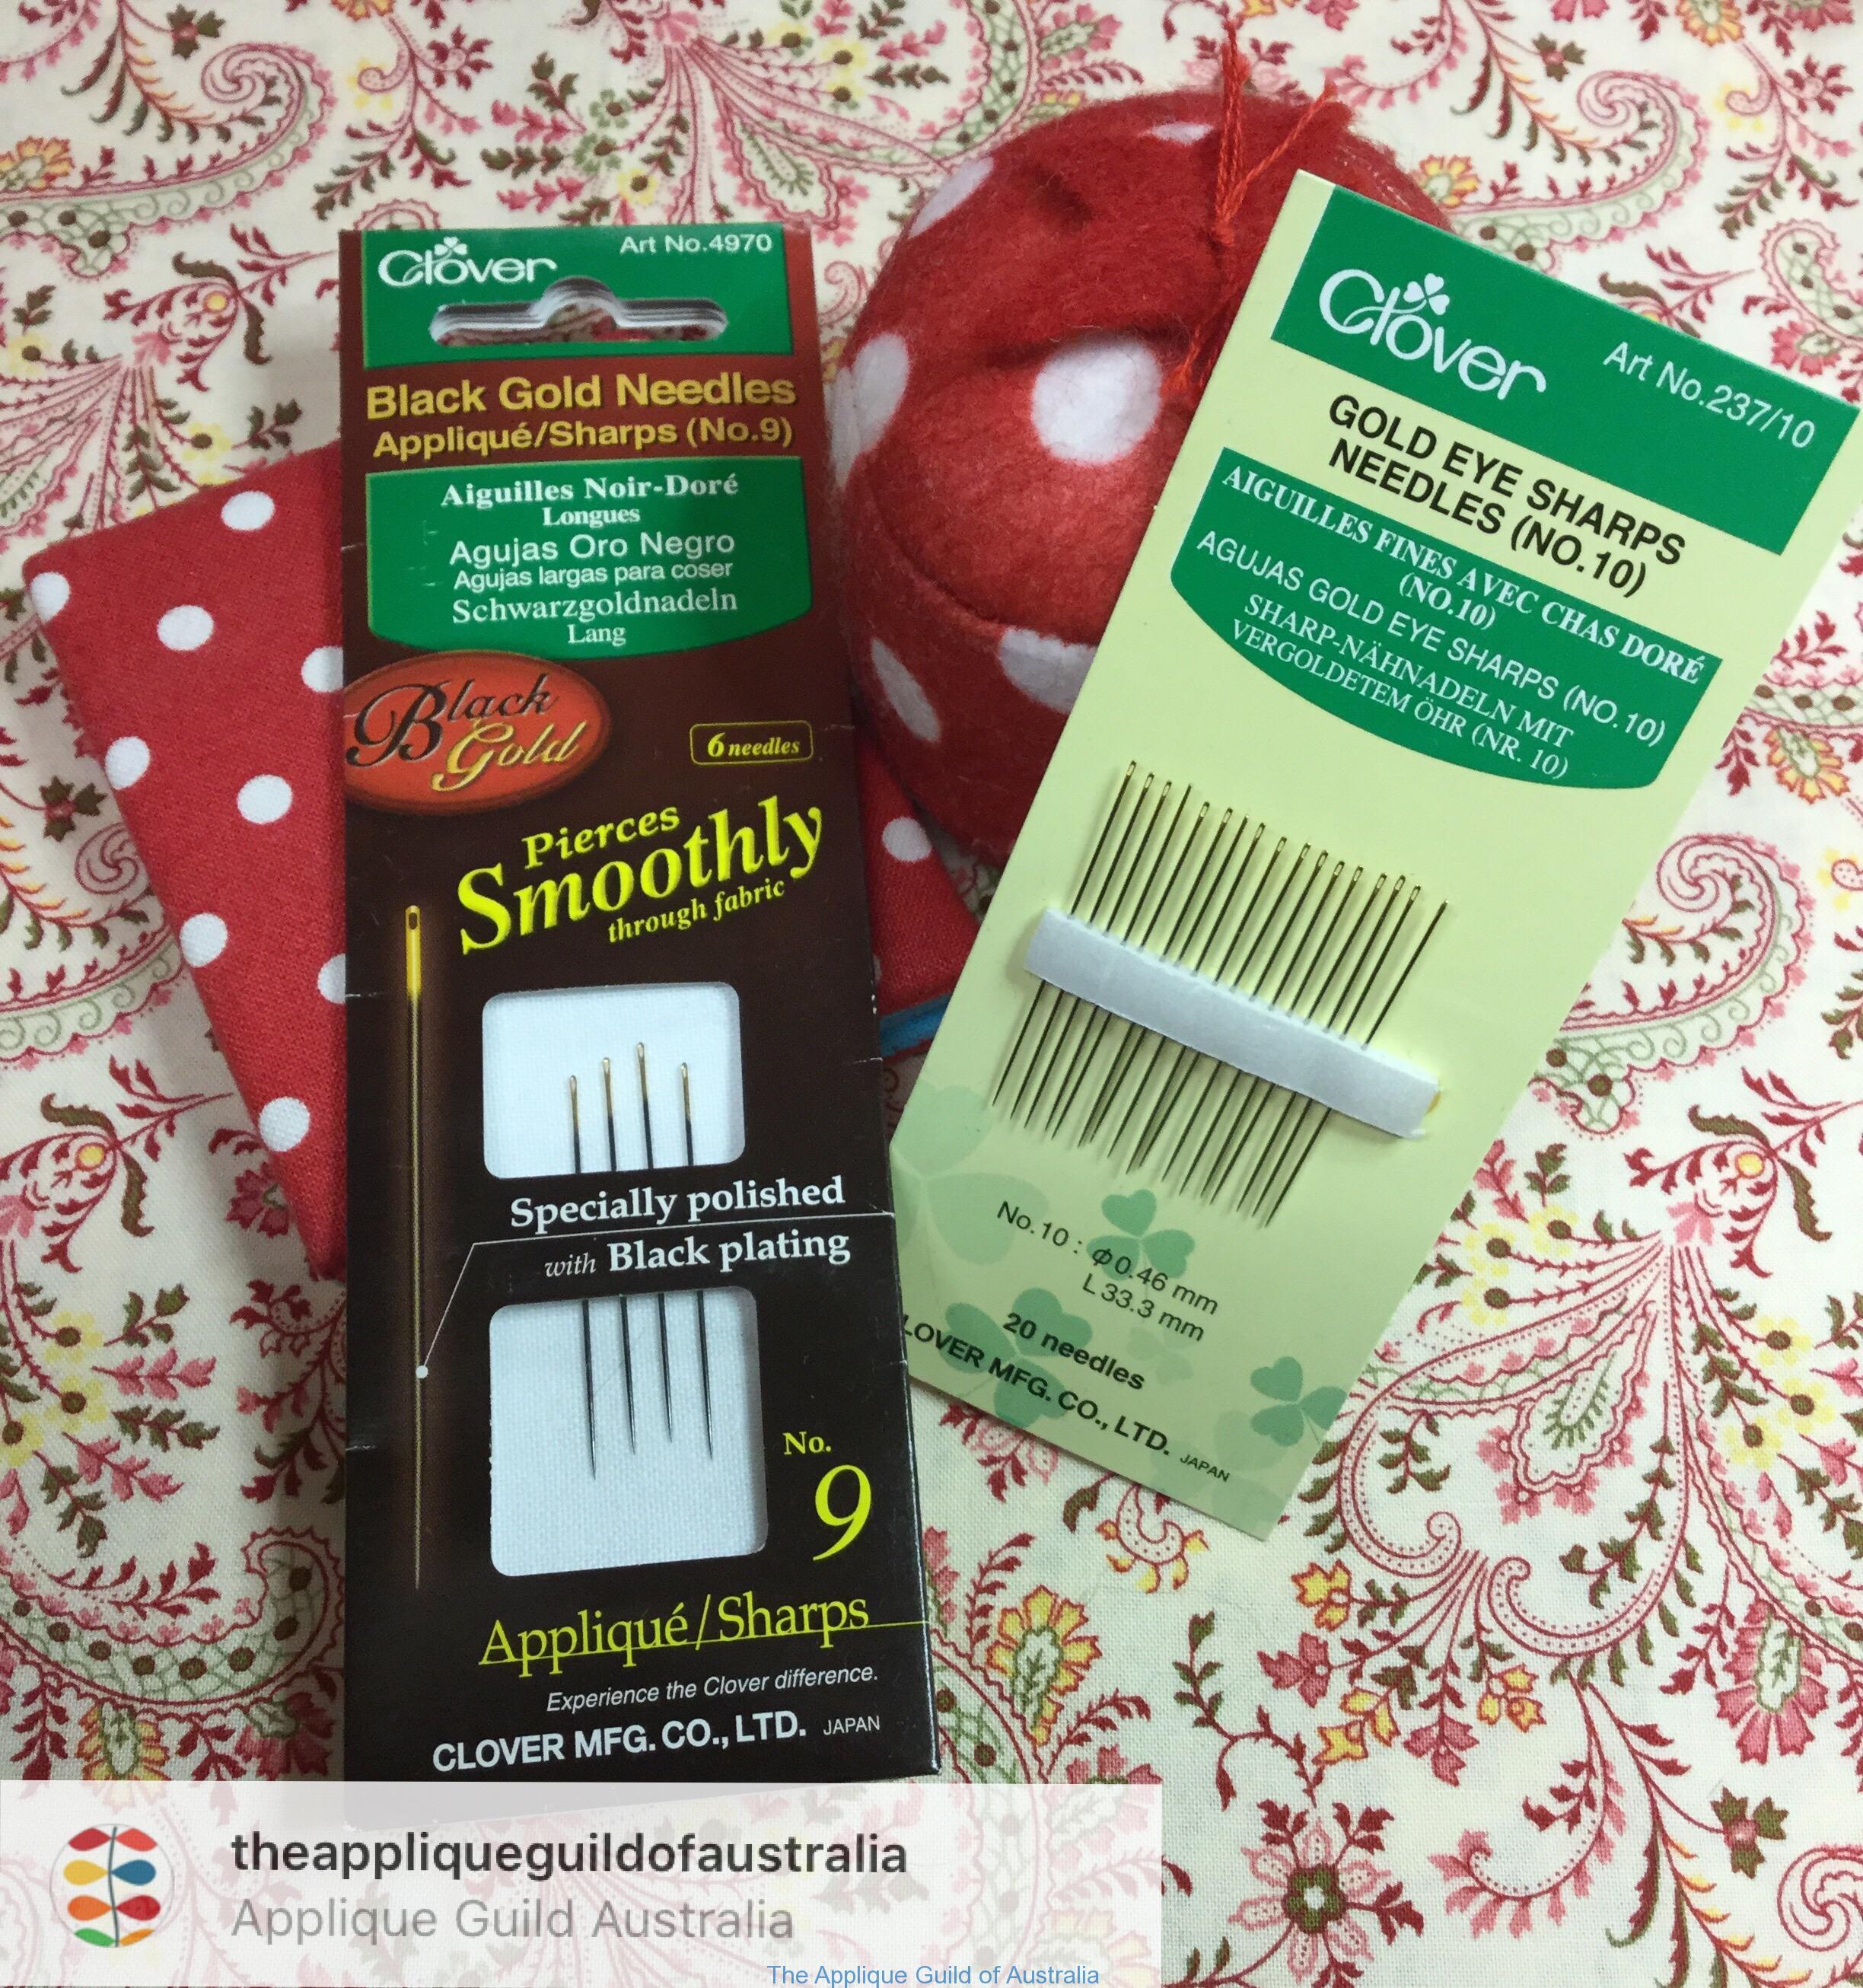 Clover
Art No.4970
Black Gold Needles
Appliqué/Sharps (No.9)
Aiguilles Noir-Doré
Longues
Agujas Oro Negro
Agujas largas para coser
Schwarzgoldnadeln
Lang
Black
Gold
6 needles
Pierces
Smoothly
through fabric
Specially polished
with Black plating
No.
9
Appliqué/Sharps
Experience the Clover difference.
CLOVER MFG. CO., LTD. JAPAN
Clover
Art No.237/10
GOLD EYE SHARPS
NEEDLES (NO.10)
AIGUILLES FINES AVEC CHAS DORÉ
(NO.10)
AGUJAS GOLD EYE SHARPS (NO.10)
SHARP-NÄHNADELN MIT
VERGOLDETEM ÖHR (NR. 10)
No.10 : ϕ 0.46 mm
L 33.3 mm
20 needles
LOVER MFG. CO., LTD. JAPAN
theappliqueguildofaustralia
Applique Guild Australia
The Applique Guild of Australia